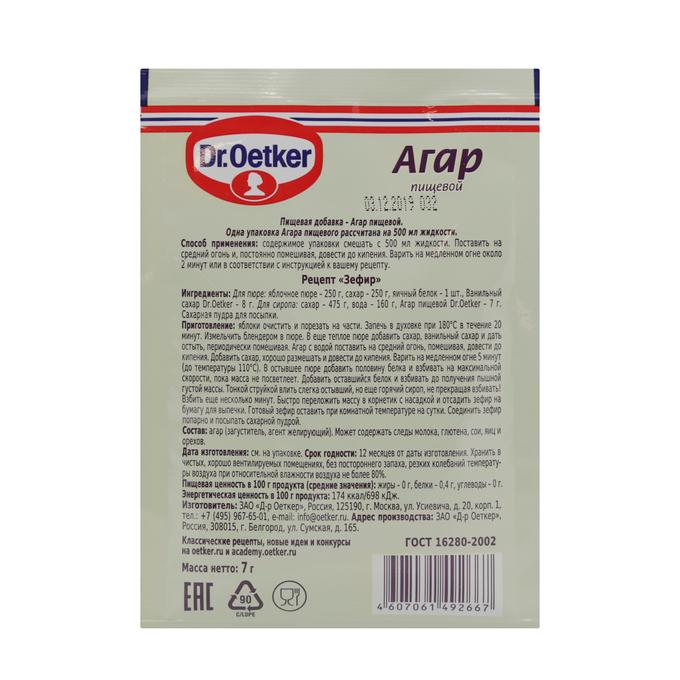 Dr.Oetker
Агар
пищевой
03.12.2019 032
Пищевая добавка – Агар пищевой.
Одна упаковка Агара пищевого рассчитана на 500 мл жидкости.
Способ применения: содержимое упаковки смешать с 500 мл жидкости. Поставить на
средний огонь и, постоянно помешивая, довести до кипения. Варить на медленном огне около
2 минут или в соответствии с инструкцией к вашему рецепту.
Рецепт «Зефир»
Ингредиенты: Для пюре: яблочное пюре - 250 г, сахар - 250 г, яичный белок - 1 шт., Ванильный
сахар Dr.Oetker - 8 г. Для сиропа: сахар - 475 г, вода - 160 г, Агар пищевой Dr.Oetker - 7 г.
Сахарная пудра для посыпки.
Приготовление: яблоки очистить и порезать на части. Запечь в духовке при 180°С в течение 20
минут. Измельчить блендером в пюре. В еще теплое пюре добавить сахар, ванильный сахар и дать
остыть, периодически помешивая. Агар с водой поставить на средний огонь, помешивая, довести до
кипения. Добавить сахар, хорошо размешать и довести до кипения. Варить на медленном огне 5 минут
(до температуры 110°С). В остывшее пюре добавить половину белка и взбивать на максимальной
скорости, пока масса не посветлеет. Добавить оставшийся белок и взбивать до получения пышной
густой массы. Тонкой струйкой влить слегка остывший, но еще горячий сироп, не прекращая взбивать!
Взбить еще несколько минут. Быстро переложить массу в корнетик с насадкой и отсадить зефир на
бумагу для выпечки. Готовый зефир оставить при комнатной температуре на сутки. Соединить зефир
попарно и посыпать сахарной пудрой.
Состав: агар (загуститель, агент желирующий). Может содержать следы молока, глютена, сои, яиц и
орехов.
Дата изготовления: см. на упаковке. Срок годности: 12 месяцев от даты изготовления. Хранить в
чистых, хорошо вентилируемых помещениях, без постороннего запаха, резких колебаний температу-
ры воздуха при относительной влажности воздуха не более 80%.
Пищевая ценность в 100 г продукта (средние значения): жиры - 0 г, белки - 0,4 г, углеводы - 0 г.
Энергетическая ценность в 100 г продукта: 174 ккал/698 кДж.
Изготовитель: ЗАО «Д-р Оеткер», Россия, 125190, г. Москва, ул. Усиевича, д. 20, корп. 1,
тел.: +7 (495) 967-65-01, e-mail: info@oetker.ru. Адрес производства: ЗАО «Д-р Оеткер»,
Россия, 308015, г. Белгород, ул. Сумская, д. 165.
Классические рецепты, новые идеи и конкурсы
на oetker.ru и academy.oetker.ru
ГОСТ 16280-2002
Масса нетто: 7 г
EAC
90
C/LDPE
4 607061 492667